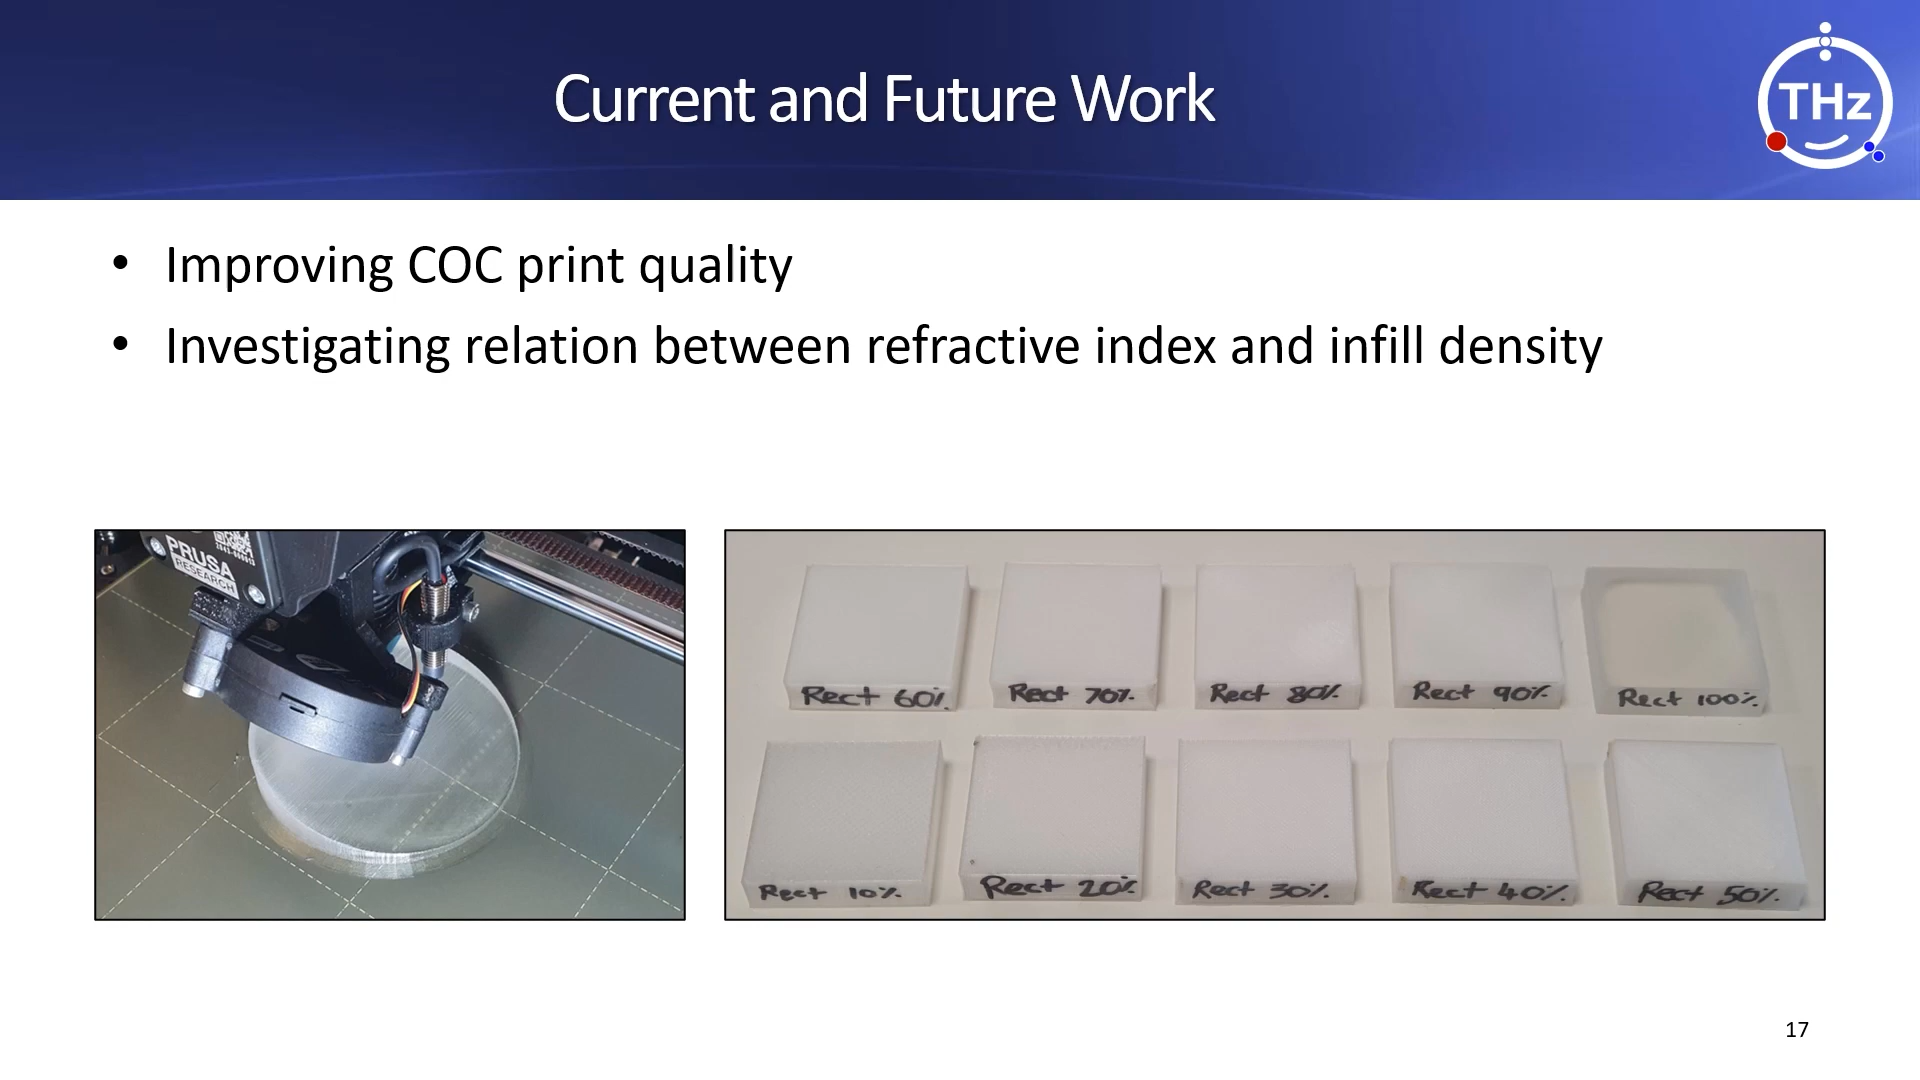 Current and Future Work
THz
• Improving COC print quality
• Investigating relation between refractive index and infill density
PRUSA
RESEARCH
Rect 60%
Rect 70%
Rect 80%
Rect 90%
Rect 100%
Rect 10%
Rect 20%
Rect 30%
Rect 40%
Rect 50%
17